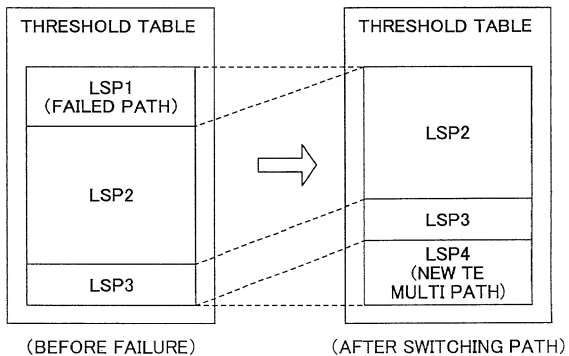 THRESHOLD TABLE
LSP1
(FAILED PATH)
LSP2
LSP3
(BEFORE FAILURE)
THRESHOLD TABLE
LSP2
LSP3
LSP4
(NEW TE
MULTI PATH)
(AFTER SWITCHING PATH)